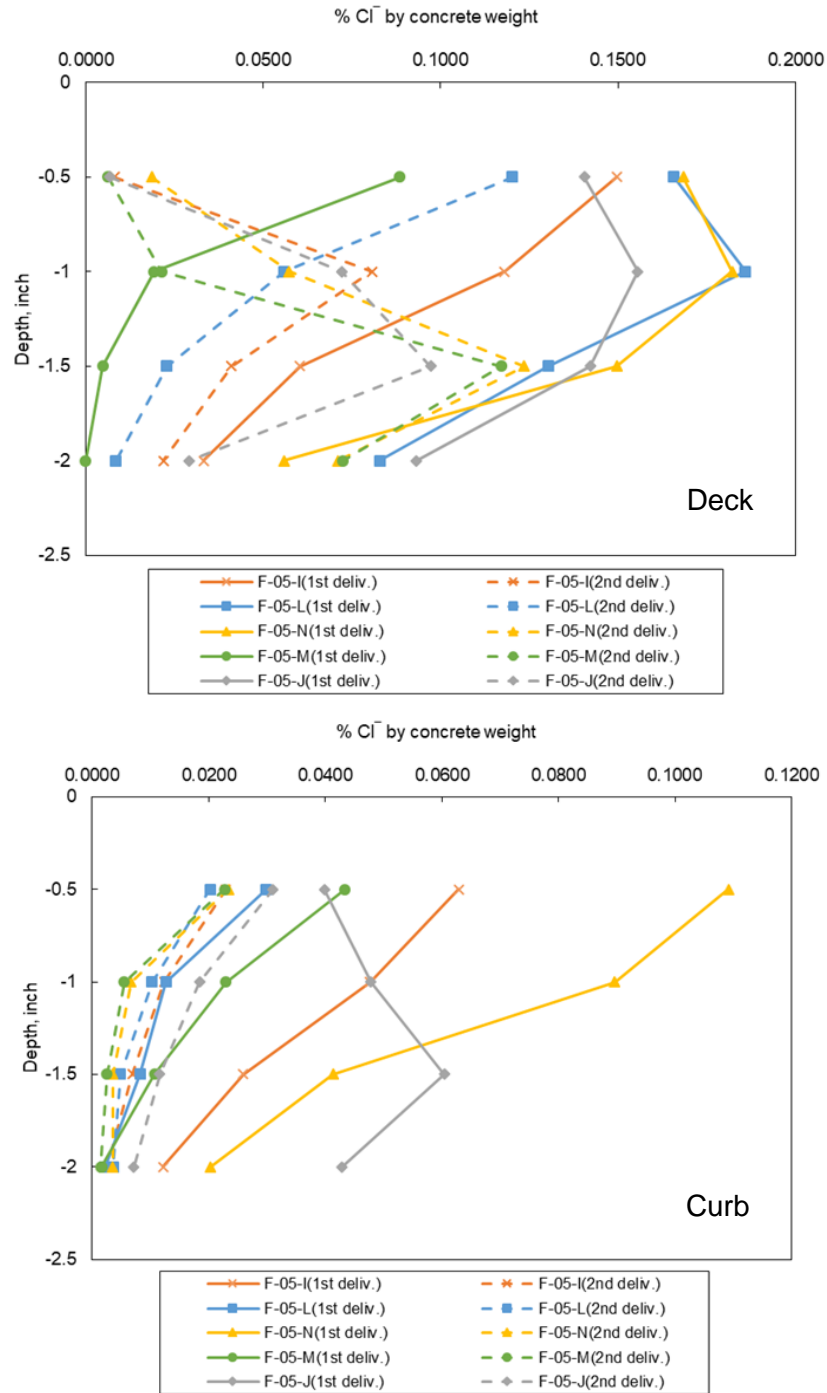 % Cl¯ by concrete weight
0.0000 0.0500 0.1000 0.1500 0.2000
0
-0.5
-1
-1.5
-2
-2.5
Depth, inch
Deck
F-05-I(1st deliv.) F-05-I(2nd deliv.)
F-05-L(1st deliv.) F-05-L(2nd deliv.)
F-05-N(1st deliv.) F-05-N(2nd deliv.)
F-05-M(1st deliv.) F-05-M(2nd deliv.)
F-05-J(1st deliv.) F-05-J(2nd deliv.)
% Cl¯ by concrete weight
0.0000 0.0200 0.0400 0.0600 0.0800 0.1000 0.1200
0
-0.5
-1
-1.5
-2
-2.5
Depth, inch
Curb
F-05-I(1st deliv.) F-05-I(2nd deliv.)
F-05-L(1st deliv.) F-05-L(2nd deliv.)
F-05-N(1st deliv.) F-05-N(2nd deliv.)
F-05-M(1st deliv.) F-05-M(2nd deliv.)
F-05-J(1st deliv.) F-05-J(2nd deliv.)